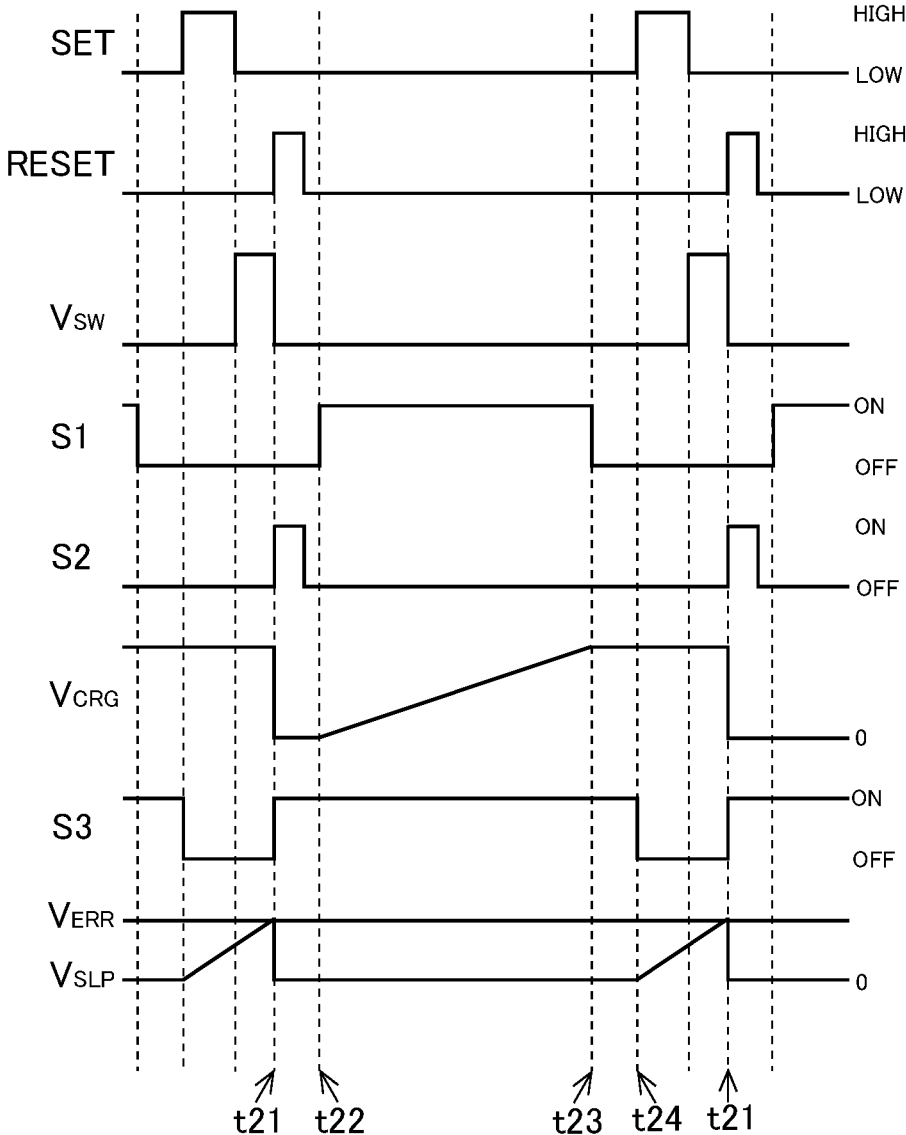 SET
HIGH
LOW
RESET
HIGH
LOW
VSW
S1
ON
OFF
S2
ON
OFF
VCRG
0
S3
ON
OFF
VERR
VSLP
0
t21 t22 t23 t24 t21